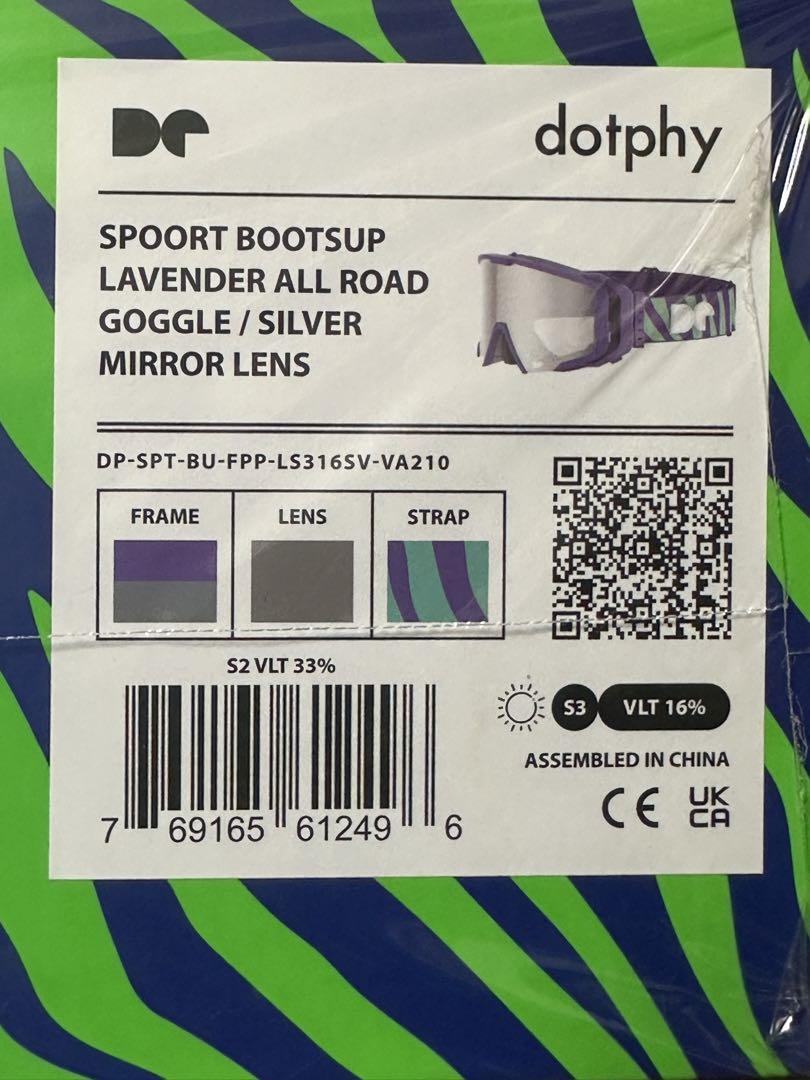 DP
dotphy
SPOORT BOOTSUP
LAVENDER ALL ROAD
GOGGLE / SILVER
MIRROR LENS
DP-SPT-BU-FPP-LS316SV-VA210
FRAME LENS STRAP
S2 VLT 33%
S3 VLT 16%
ASSEMBLED IN CHINA
CE UK CA
7 69165 61249 6